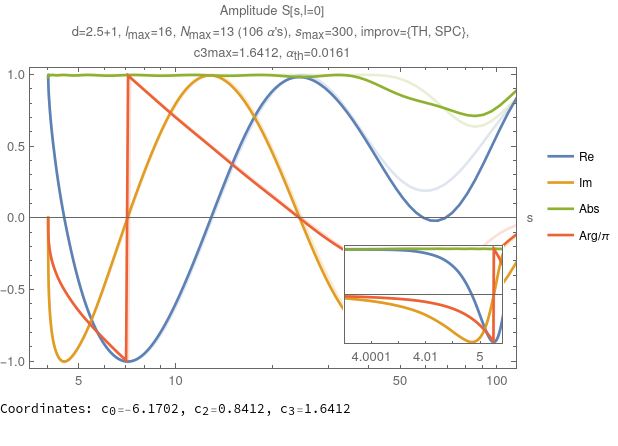 Amplitude S[s,l=0]
d=2.5+1, lmax=16, Nmax=13 (106 α's), smax=300, improv={TH, SPC},
c3max=1.6412, αth=0.0161
1.0
0.5
0.0
-0.5
-1.0
5
10
50
100
s
Re
Im
Abs
Arg/π
4.0001
4.01
5
Coordinates: c0=-6.1702, c2=0.8412, c3=1.6412